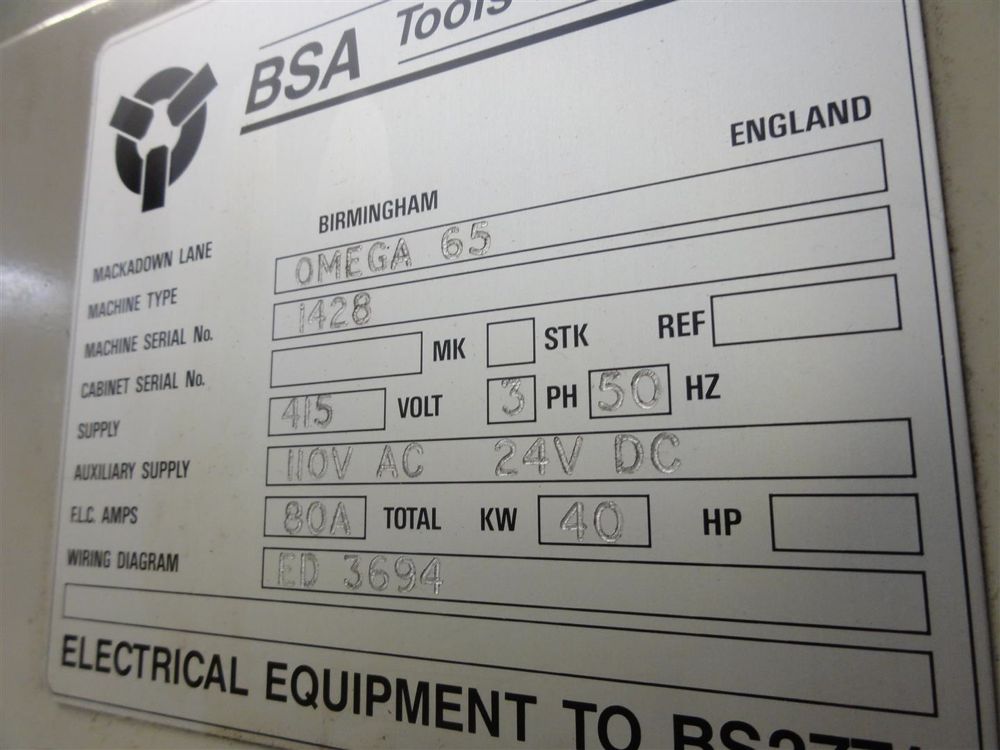 BSA Tools
MACKADOWN LANE BIRMINGHAM ENGLAND
MACHINE TYPE OMEGA 65
MACHINE SERIAL No. 1428
CABINET SERIAL No. MK STK REF
SUPPLY 415 VOLT 3 PH 50 HZ
AUXILIARY SUPPLY 110V AC 24V DC
F.L.C. AMPS 80A TOTAL KW 40 HP
WIRING DIAGRAM ED 3694
ELECTRICAL EQUIPMENT TO